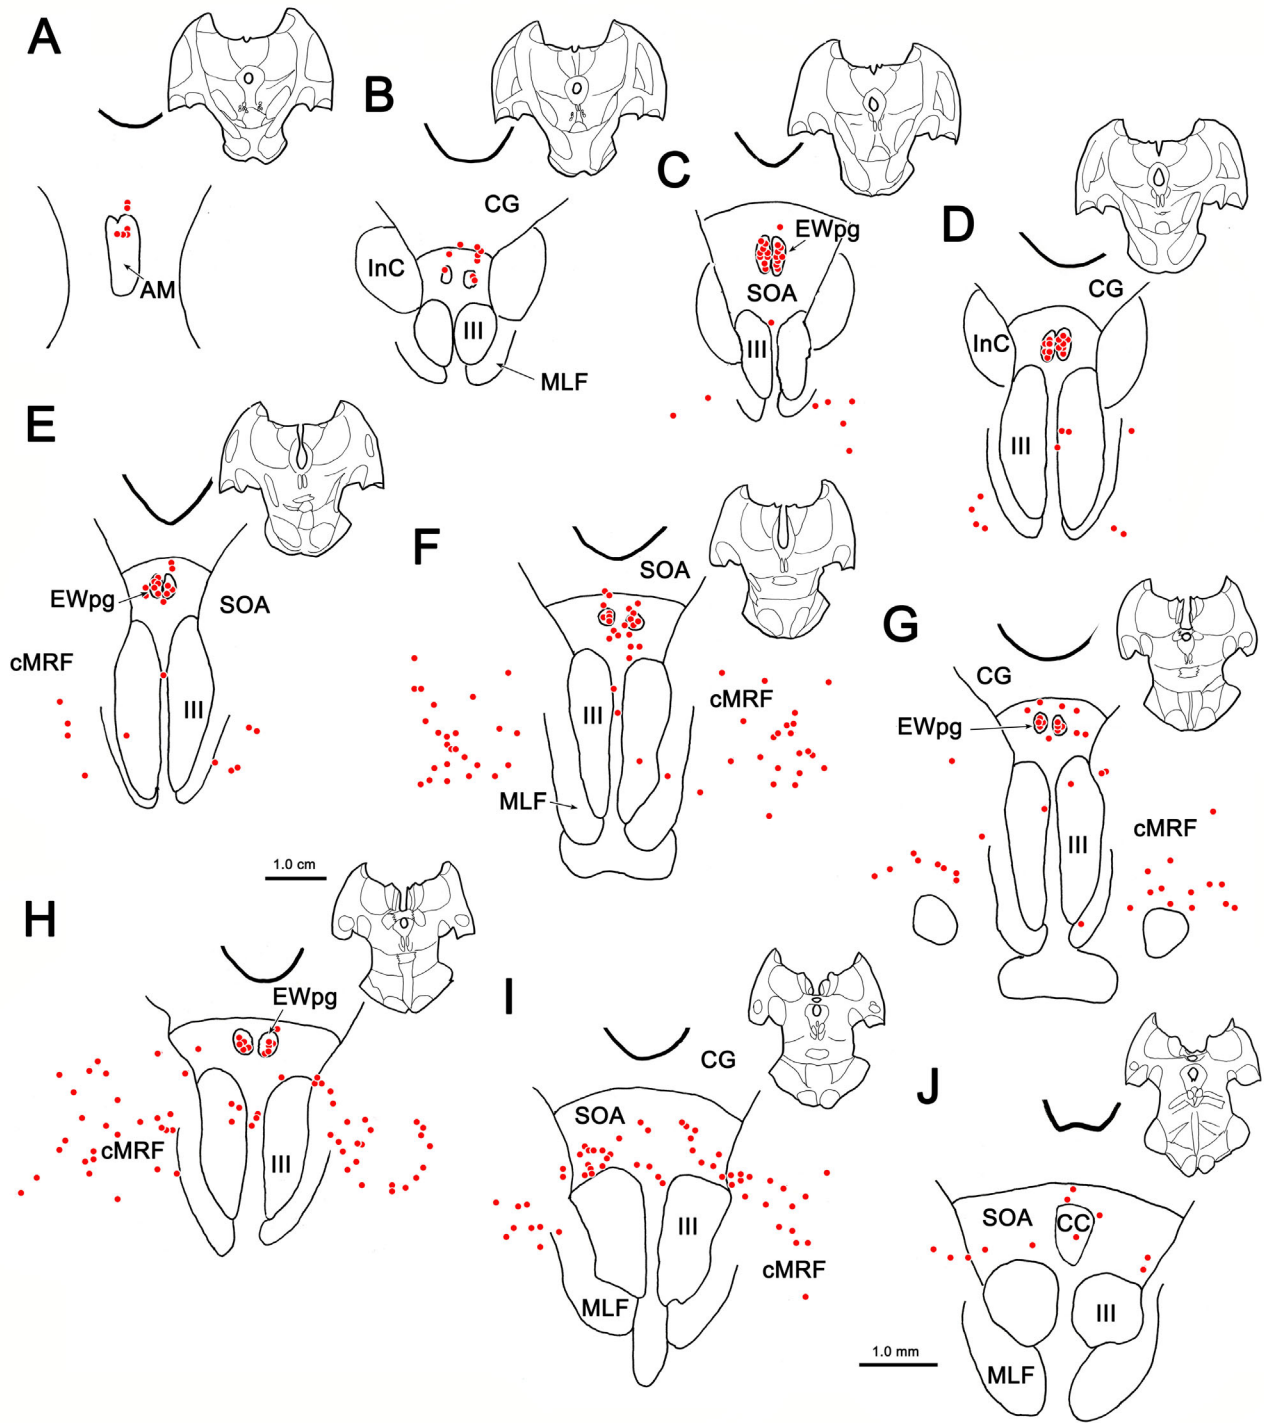 A
AM
B
CG
InC
III
MLF
C
EWpg
SOA
III
D
CG
InC
III
E
EWpg
SOA
cMRF
III
F
SOA
cMRF
III
MLF
G
CG
EWpg
cMRF
III
1.0 cm
H
EWpg
cMRF
III
I
CG
SOA
III
cMRF
MLF
J
SOA
CC
III
MLF
1.0 mm